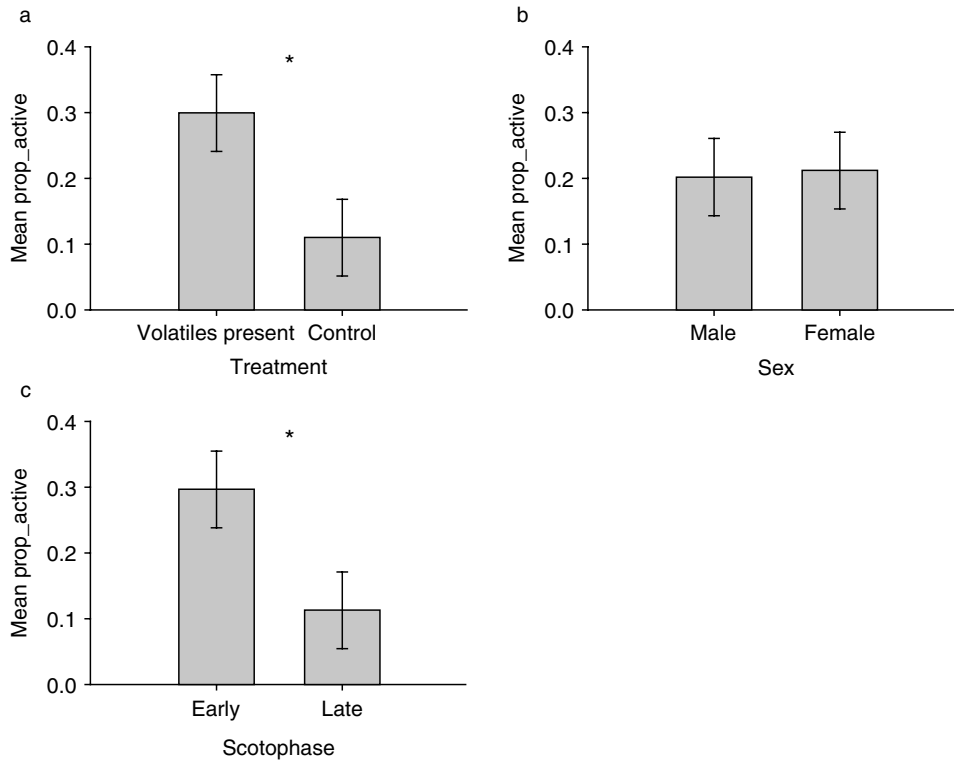 a
*
0.4
0.3
0.2
0.1
0.0
Mean prop_active
Volatiles present Control
Treatment
b
0.4
0.3
0.2
0.1
0.0
Mean prop_active
Male Female
Sex
c
*
0.4
0.3
0.2
0.1
0.0
Mean prop_active
Early Late
Scotophase